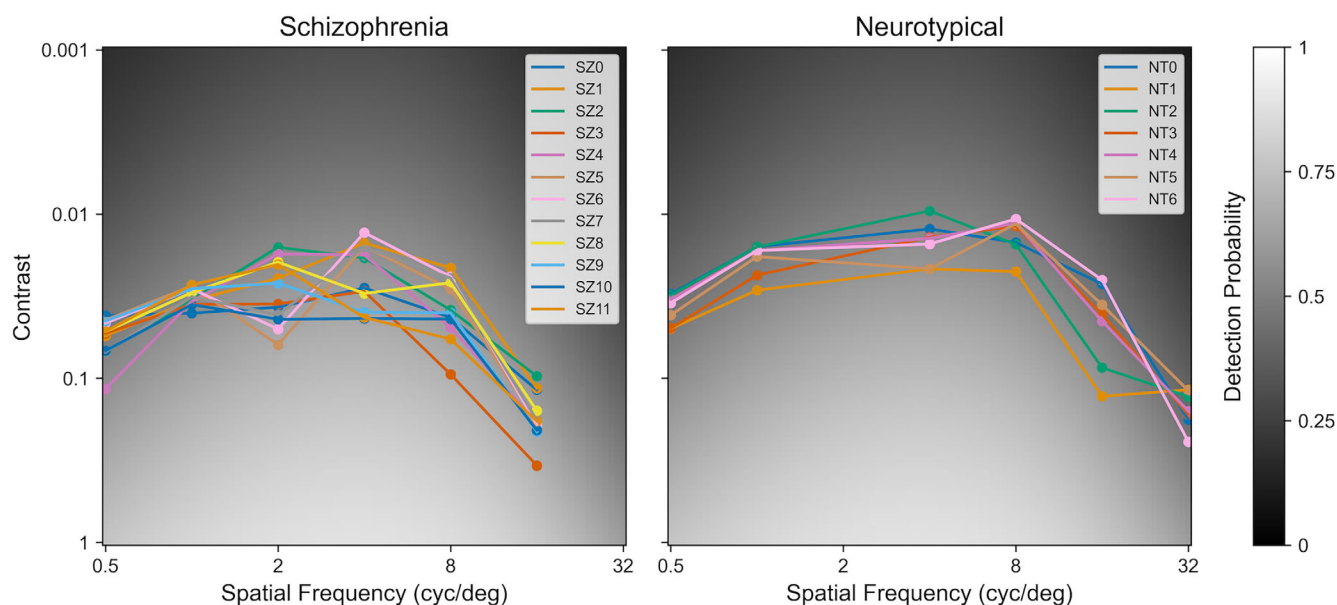 Schizophrenia
Neurotypical
0.001
0.01
0.1
1
Contrast
SZ0
SZ1
SZ2
SZ3
SZ4
SZ5
SZ6
SZ7
SZ8
SZ9
SZ10
SZ11
0.5
2
8
32
Spatial Frequency (cyc/deg)
NT0
NT1
NT2
NT3
NT4
NT5
NT6
0.5
2
8
32
Spatial Frequency (cyc/deg)
1
0.75
0.5
0.25
0
Detection Probability